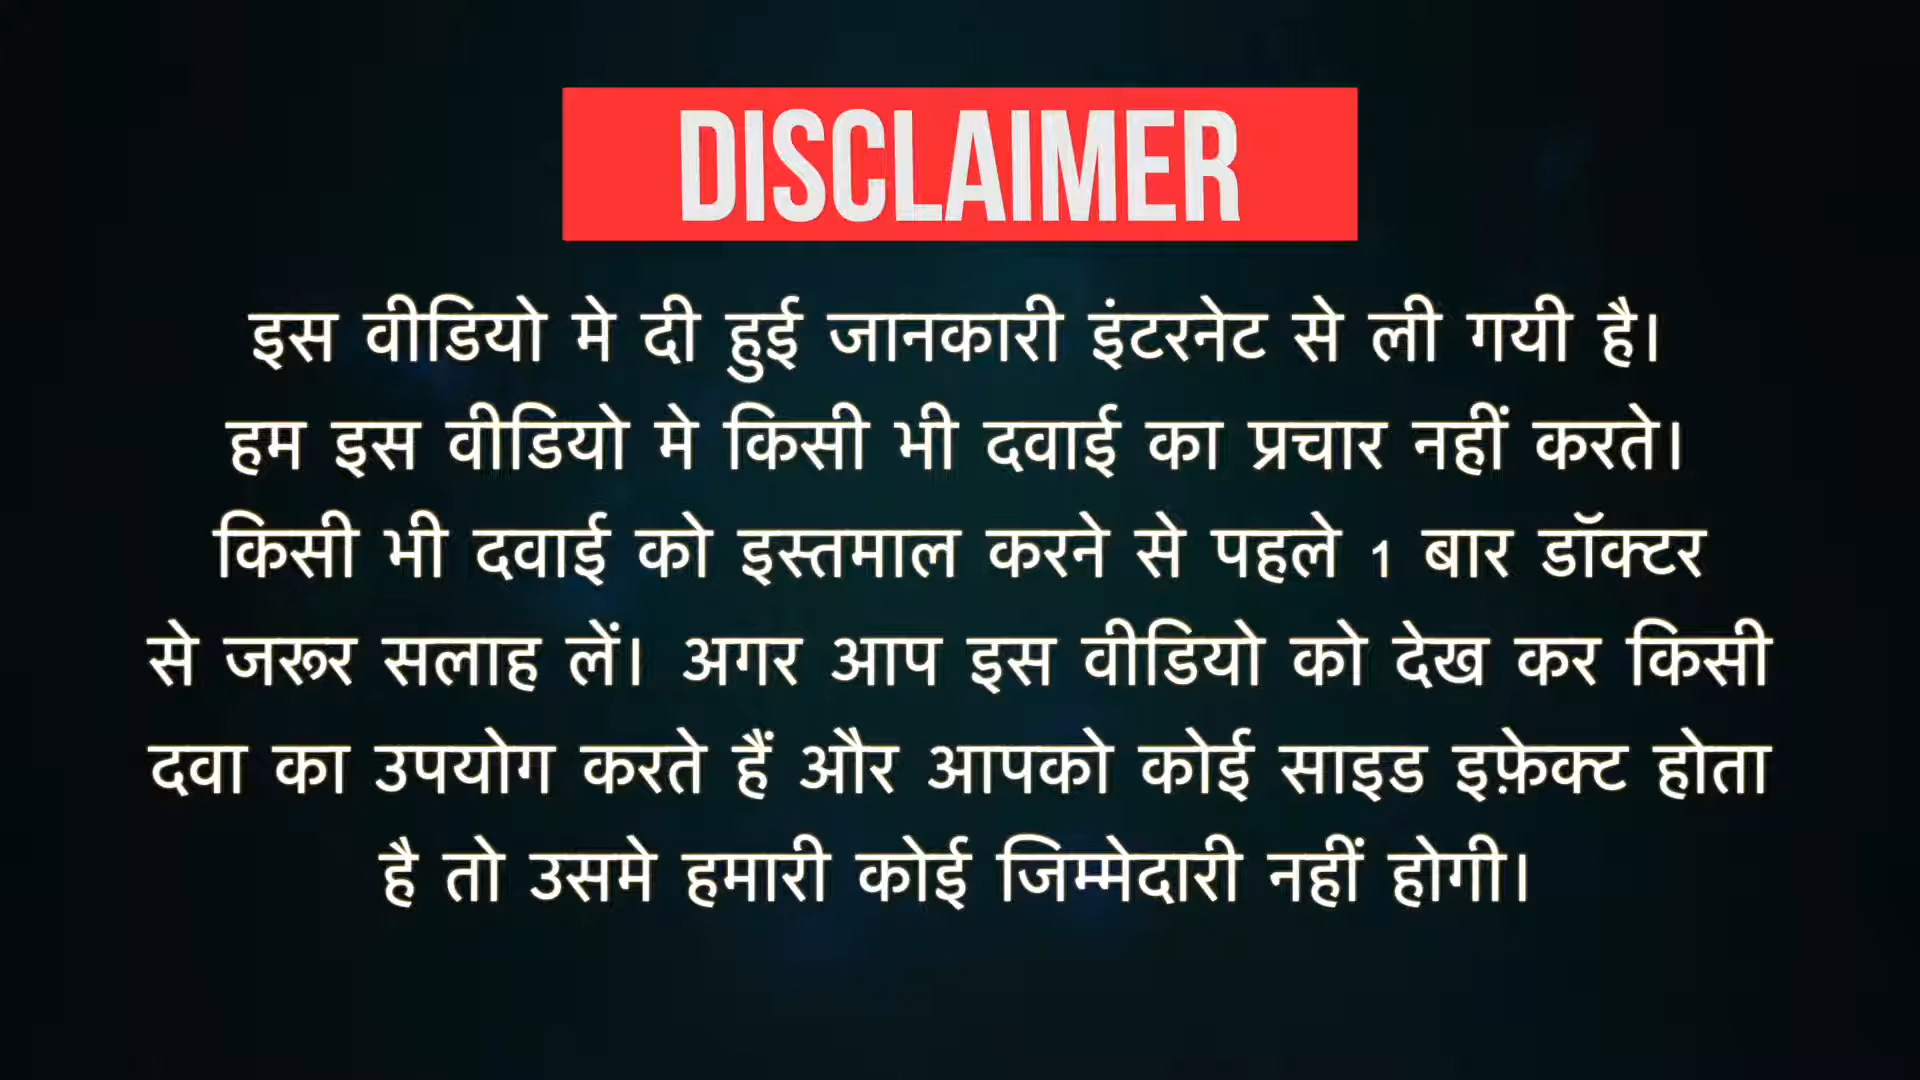 DISCLAIMER
इस वीडियो मे दी हुई जानकारी इंटरनेट से ली गयी है।
हम इस वीडियो मे किसी भी दवाई का प्रचार नहीं करते।
किसी भी दवाई को इस्तमाल करने से पहले 1 बार डॉक्टर
से जरूर सलाह लें। अगर आप इस वीडियो को देख कर किसी
दवा का उपयोग करते हैं और आपको कोई साइड इफ़ेक्ट होता
है तो उसमे हमारी कोई जिम्मेदारी नहीं होगी।